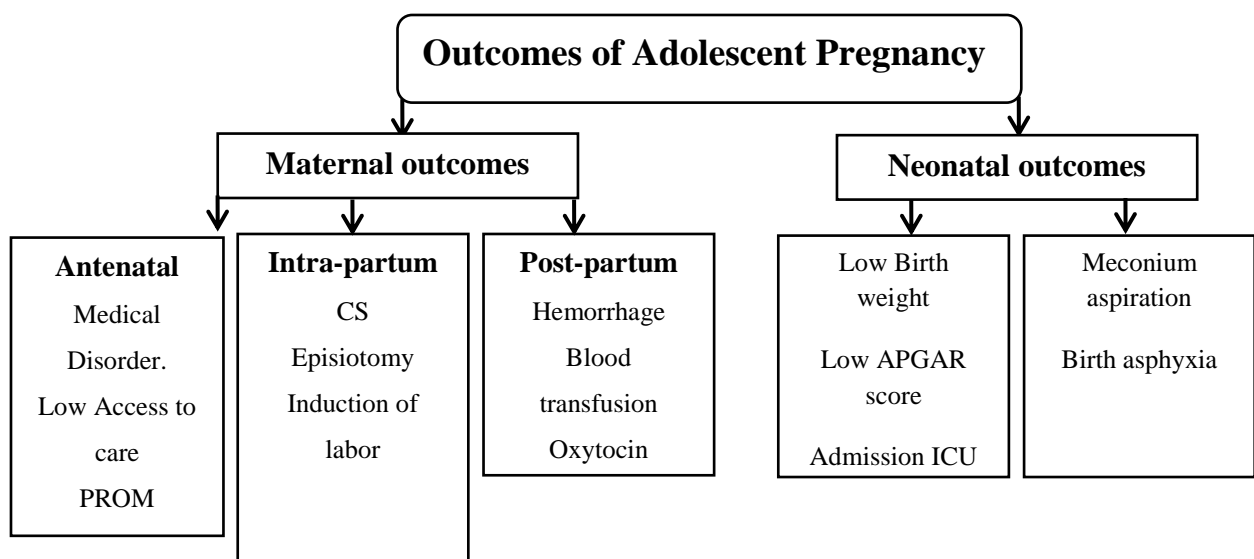 Outcomes of Adolescent Pregnancy
Maternal outcomes
Neonatal outcomes
Antenatal
Medical
Disorder.
Low Access to
care
PROM
Intra-partum
CS
Episiotomy
Induction of
labor
Post-partum
Hemorrhage
Blood
transfusion
Oxytocin
Low Birth
weight
Low APGAR
score
Admission ICU
Meconium
aspiration
Birth asphyxia